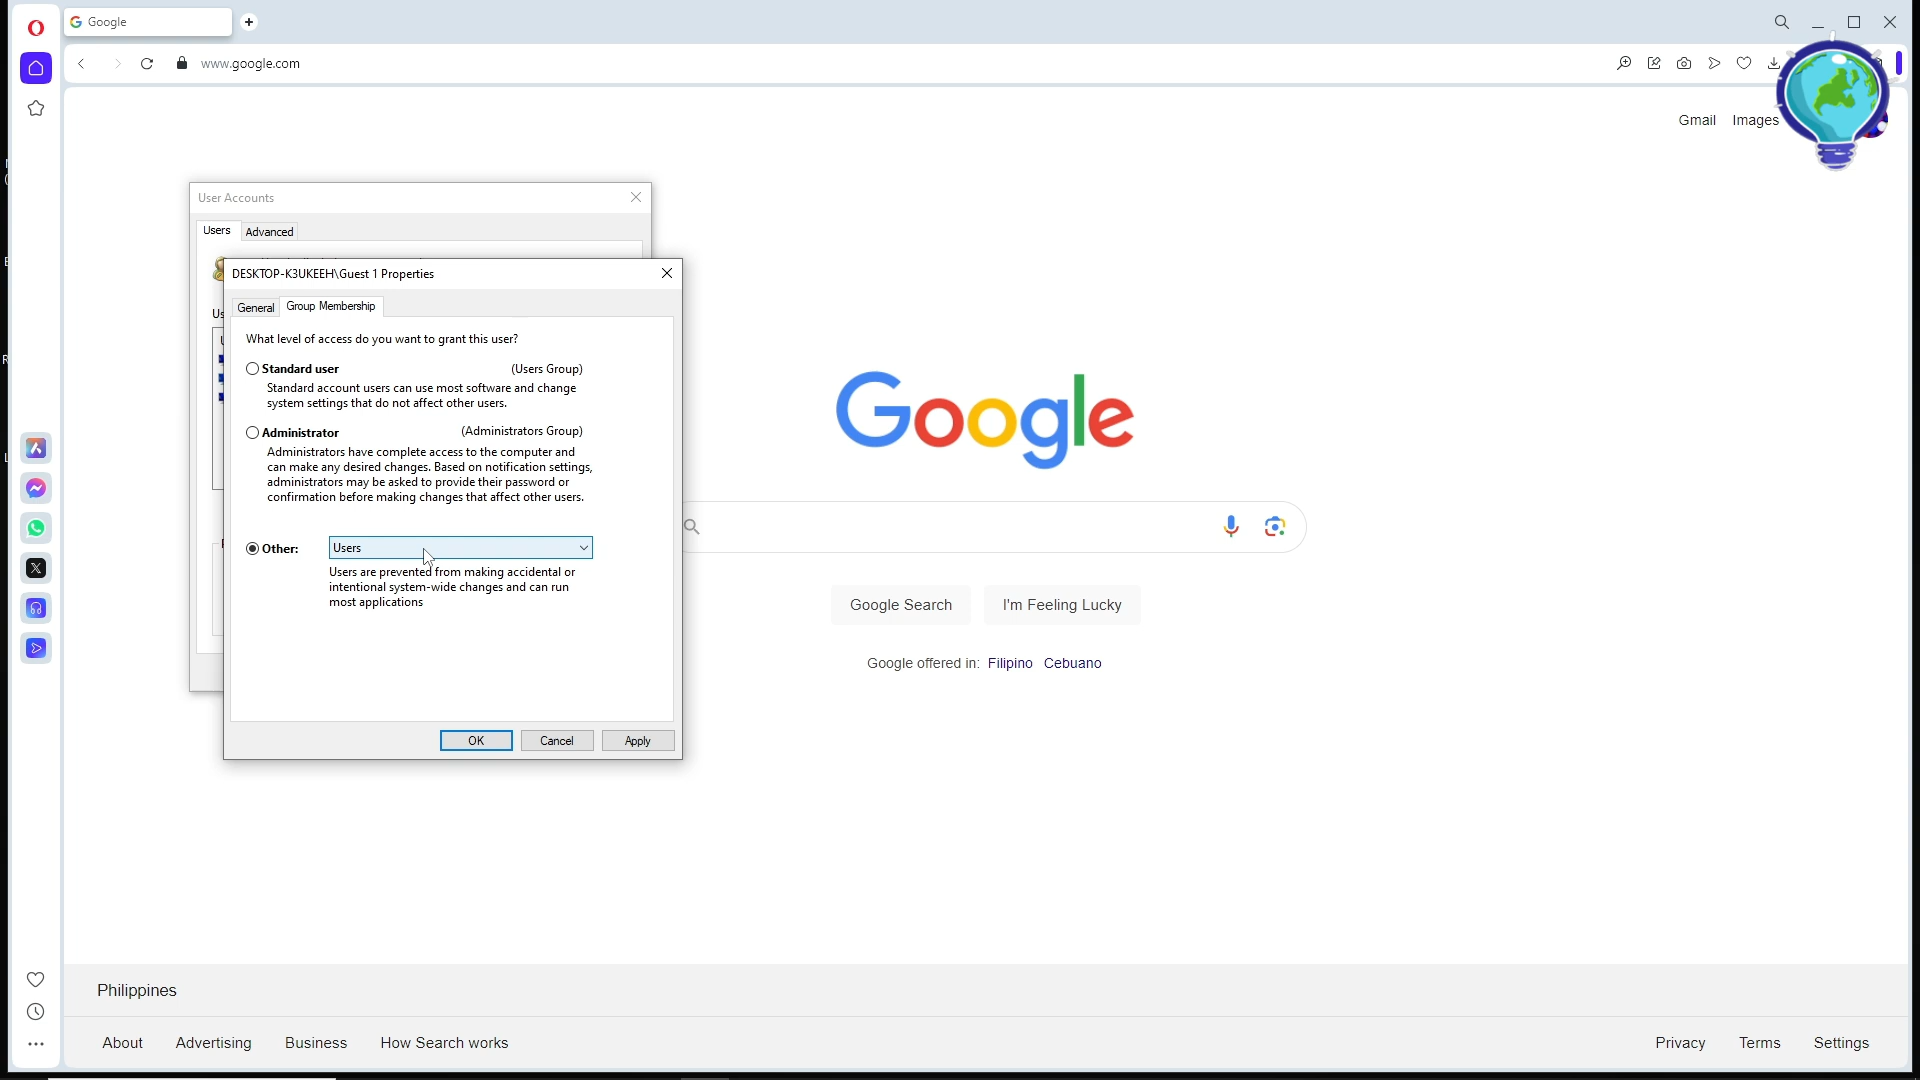 Google
www.google.com
Gmail Images
User Accounts
Users Advanced
DESKTOP-K3UKEEH\Guest 1 Properties
General Group Membership
What level of access do you want to grant this user?
Standard user (Users Group)
Standard account users can use most software and change
system settings that do not affect other users.
Administrator (Administrators Group)
Administrators have complete access to the computer and
can make any desired changes. Based on notification settings,
administrators may be asked to provide their password or
confirmation before making changes that affect other users.
Other: Users
Users are prevented from making accidental or
intentional system-wide changes and can run
most applications
OK Cancel Apply
Google
Google Search I'm Feeling Lucky
Google offered in: Filipino Cebuano
Philippines
About Advertising Business How Search works Privacy Terms Settings